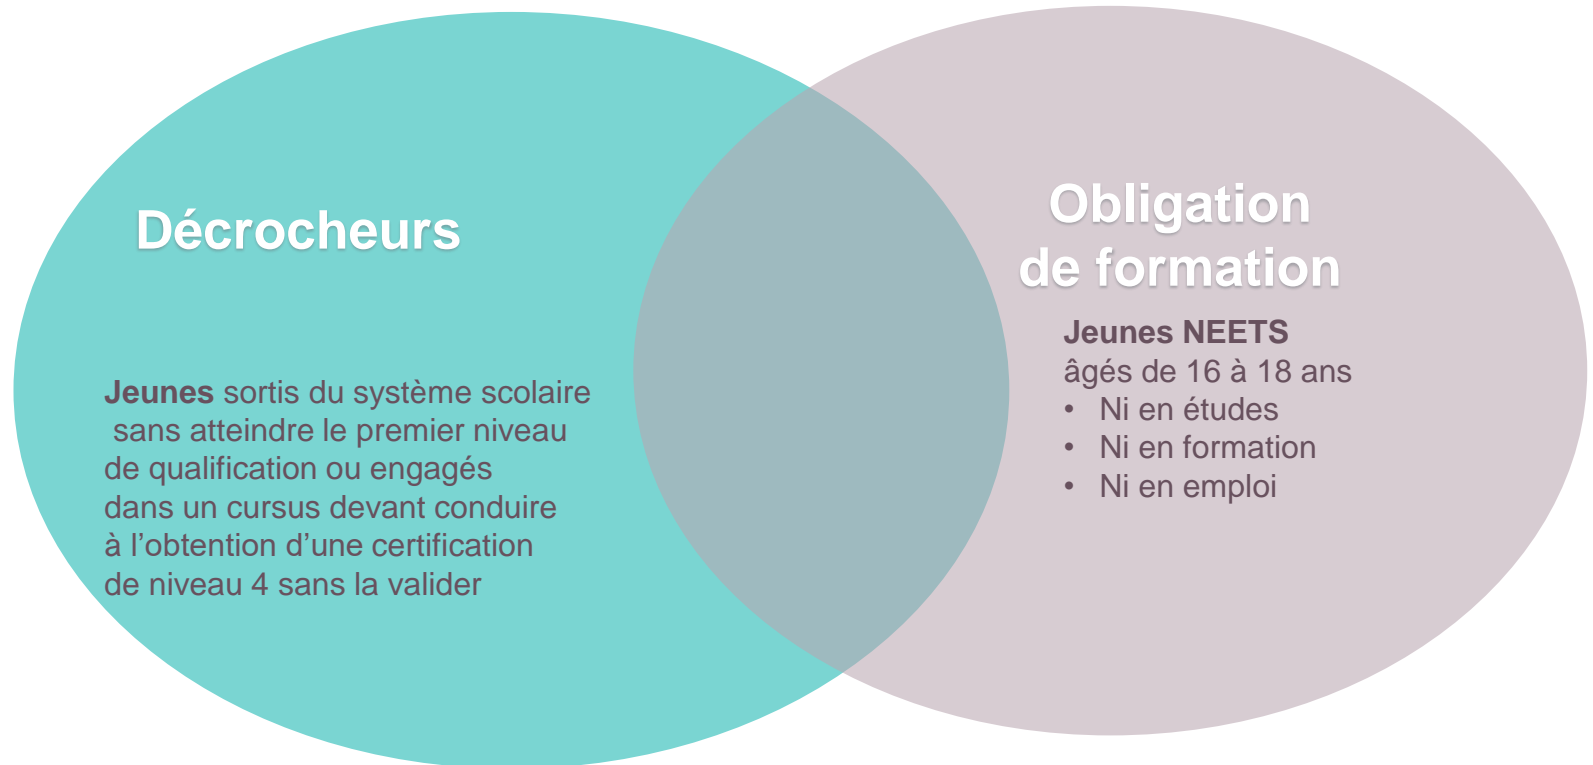 Décrocheurs
Jeunes sortis du système scolaire
sans atteindre le premier niveau
de qualification ou engagés
dans un cursus devant conduire
à l’obtention d’une certification
de niveau 4 sans la valider
Obligation
de formation
Jeunes NEETS
âgés de 16 à 18 ans
• Ni en études
• Ni en formation
• Ni en emploi